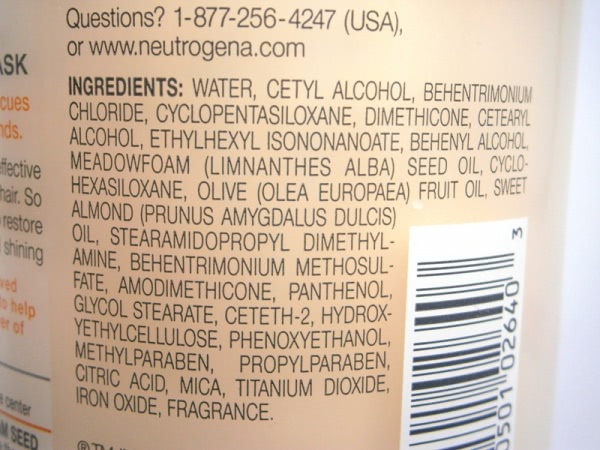 Questions? 1-877-256-4247 (USA),
or www.neutrogena.com
INGREDIENTS: WATER, CETYL ALCOHOL, BEHENTRIMONIUM
CHLORIDE, CYCLOPENTASILOXANE, DIMETHICONE, CETEARYL
ALCOHOL, ETHYLHEXYL ISONONANOATE, BEHENYL ALCOHOL,
MEADOWFOAM (LIMNANTHES ALBA) SEED OIL, CYCLO-
HEXASILOXANE, OLIVE (OLEA EUROPAEA) FRUIT OIL, SWEET
ALMOND (PRUNUS AMYGDALUS DULCIS)
OIL, STEARAMIDOPROPYL DIMETHYL-
AMINE, BEHENTRIMONIUM METHOSUL-
FATE, AMODIMETHICONE, PANTHENOL,
GLYCOL STEARATE, CETETH-2, HYDROX-
YETHYLCELLULOSE, PHENOXYETHANOL,
METHYLPARABEN, PROPYLPARABEN,
CITRIC ACID, MICA, TITANIUM DIOXIDE,
IRON OXIDE, FRAGRANCE.
ASK
cues
nds.
ffective
hair. So
restore
shining
ved
to help
er of
center
M SEED
0501 02640 3